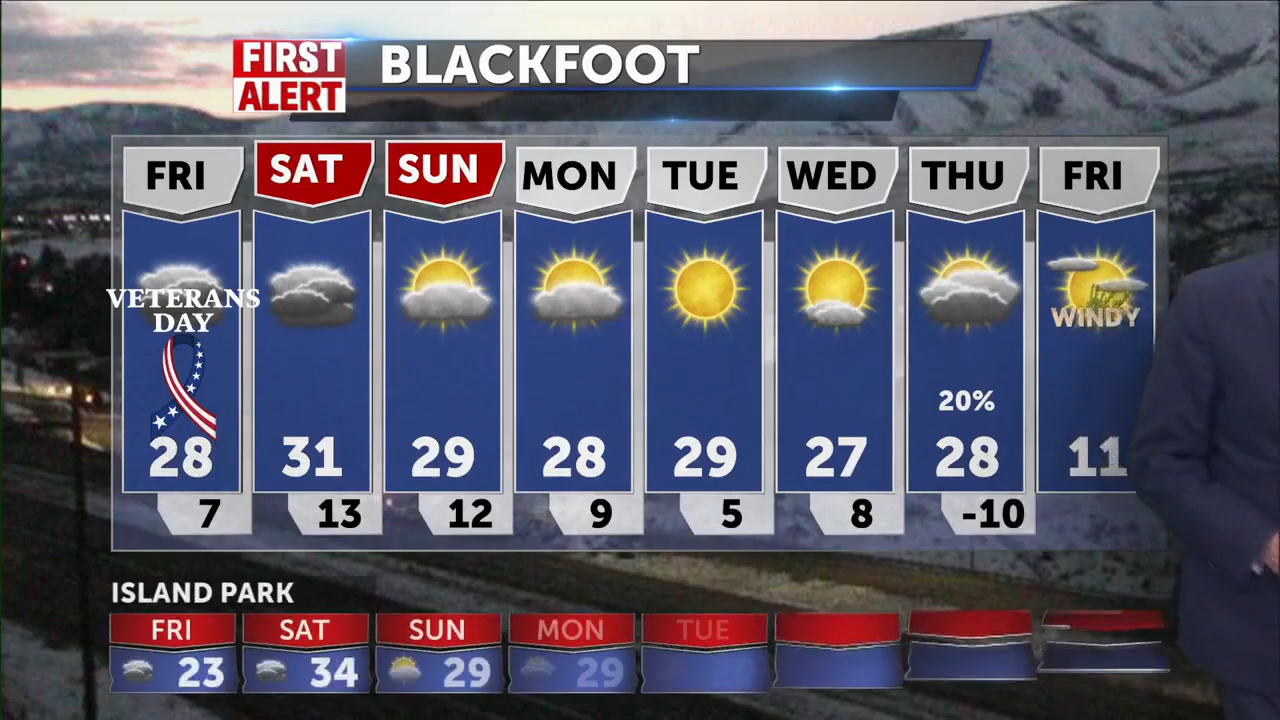 FIRST
ALERT
BLACKFOOT
FRI SAT SUN MON TUE WED THU FRI
VETERANS
DAY
WINDY
20%
28 31 29 28 29 27 28 11
7 13 12 9 5 8 -10
ISLAND PARK
FRI SAT SUN MON TUE
23 34 29 29